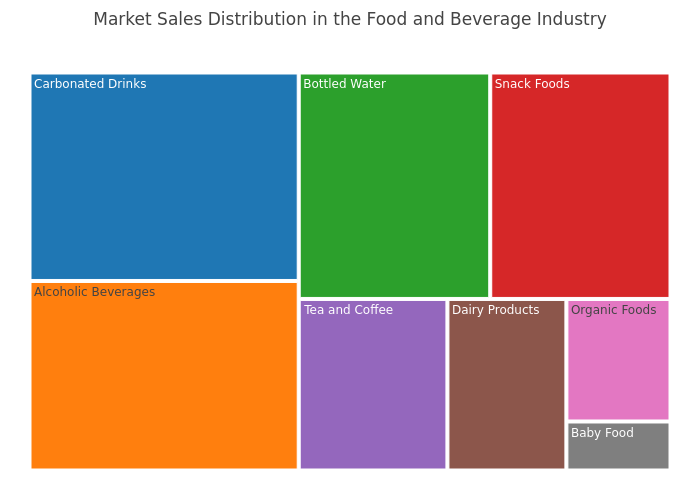 Market Sales Distribution in the Food and Beverage Industry
Carbonated Drinks
Bottled Water
Snack Foods
Alcoholic Beverages
Tea and Coffee
Dairy Products
Organic Foods
Baby Food